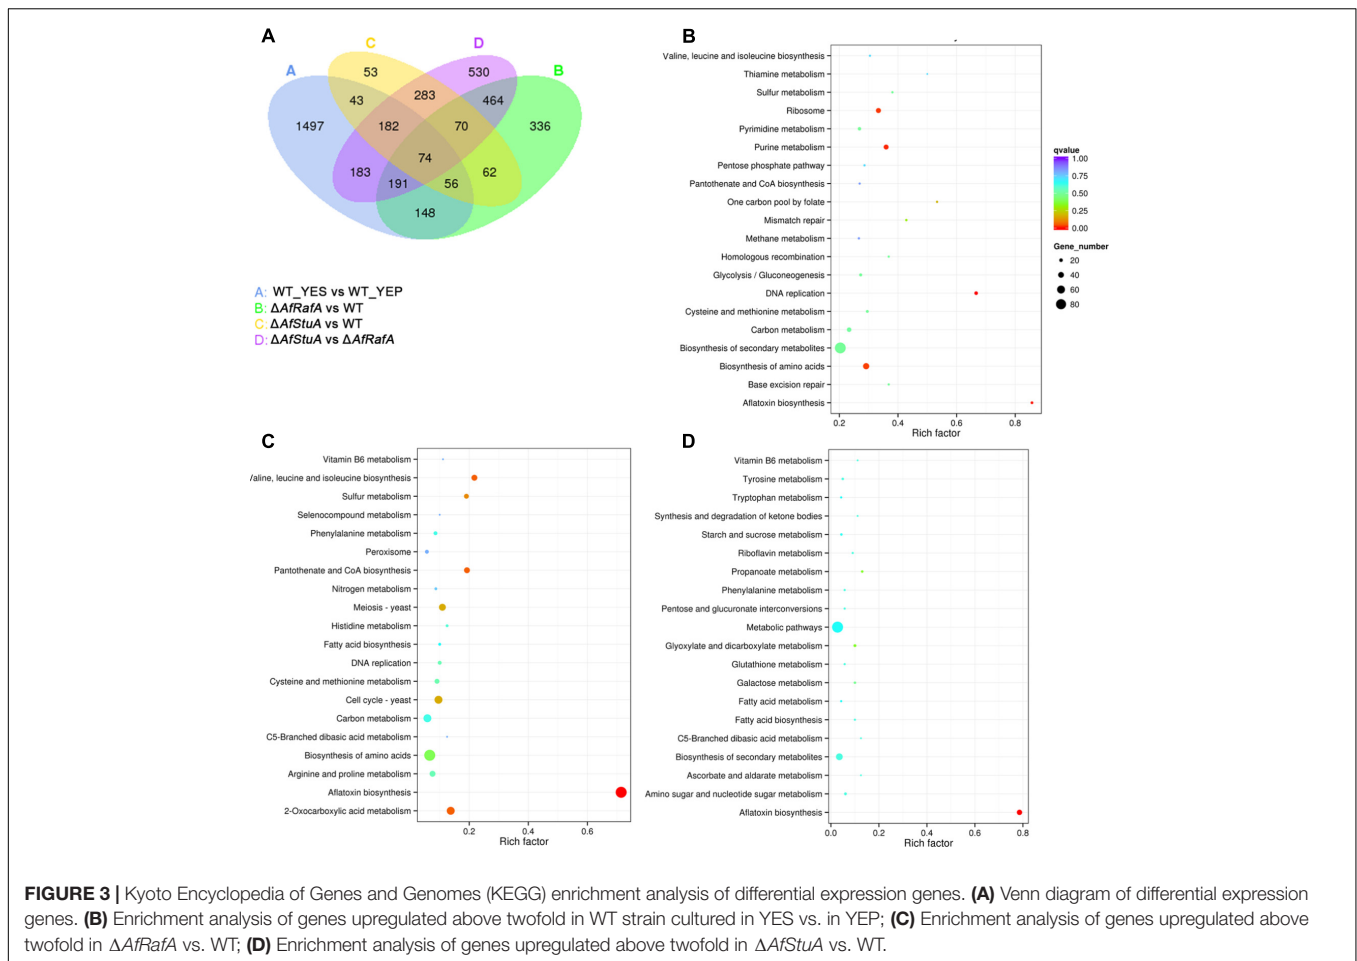 A
A
C
D
B
53
530
43
283
464
1497
182
70
336
74
183
191
56
62
148
A: WT_YES vs WT_YEP
B: ΔAfRafA vs WT
C: ΔAfStuA vs WT
D: ΔAfStuA vs ΔAfRafA
B
Valine, leucine and isoleucine biosynthesis
Thiamine metabolism
Sulfur metabolism
Ribosome
Pyrimidine metabolism
Purine metabolism
Pentose phosphate pathway
Pantothenate and CoA biosynthesis
One carbon pool by folate
Mismatch repair
Methane metabolism
Homologous recombination
Glycolysis / Gluconeogenesis
DNA replication
Cysteine and methionine metabolism
Carbon metabolism
Biosynthesis of secondary metabolites
Biosynthesis of amino acids
Base excision repair
Aflatoxin biosynthesis
0.2 0.4 0.6 0.8
Rich factor
qvalue
1.00
0.75
0.50
0.25
0.00
Gene_number
20
40
60
80
C
/aline, leucine and isoleucine biosynthesis
Vitamin B6 metabolism
Sulfur metabolism
Selenocompound metabolism
Phenylalanine metabolism
Peroxisome
Pantothenate and CoA biosynthesis
Nitrogen metabolism
Meiosis - yeast
Histidine metabolism
Fatty acid biosynthesis
DNA replication
Cysteine and methionine metabolism
Cell cycle - yeast
Carbon metabolism
C5-Branched dibasic acid metabolism
Biosynthesis of amino acids
Arginine and proline metabolism
Aflatoxin biosynthesis
2-Oxocarboxylic acid metabolism
0.2 0.4 0.6
Rich factor
D
Vitamin B6 metabolism
Tyrosine metabolism
Tryptophan metabolism
Synthesis and degradation of ketone bodies
Starch and sucrose metabolism
Riboflavin metabolism
Propanoate metabolism
Phenylalanine metabolism
Pentose and glucuronate interconversions
Metabolic pathways
Glyoxylate and dicarboxylate metabolism
Glutathione metabolism
Galactose metabolism
Fatty acid metabolism
Fatty acid biosynthesis
C5-Branched dibasic acid metabolism
Biosynthesis of secondary metabolites
Ascorbate and aldarate metabolism
Amino sugar and nucleotide sugar metabolism
Aflatoxin biosynthesis
0.0 0.2 0.4 0.6 0.8
Rich factor
FIGURE 3 | Kyoto Encyclopedia of Genes and Genomes (KEGG) enrichment analysis of differential expression genes. (A) Venn diagram of differential expression
genes. (B) Enrichment analysis of genes upregulated above twofold in WT strain cultured in YES vs. in YEP; (C) Enrichment analysis of genes upregulated above
twofold in ΔAfRafA vs. WT; (D) Enrichment analysis of genes upregulated above twofold in ΔAfStuA vs. WT.